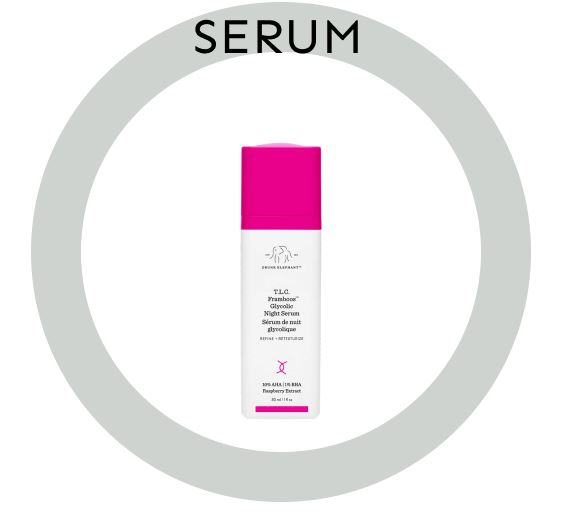 SERUM
DRUNK ELEPHANT™
T.L.C.
Framboos™
Glycolic
Night Serum
Sérum de nuit
glycolique
REFINE + RETEXTURIZE
10% AHA | 1% BHA
Raspberry Extract
30 ml / 1 fl oz